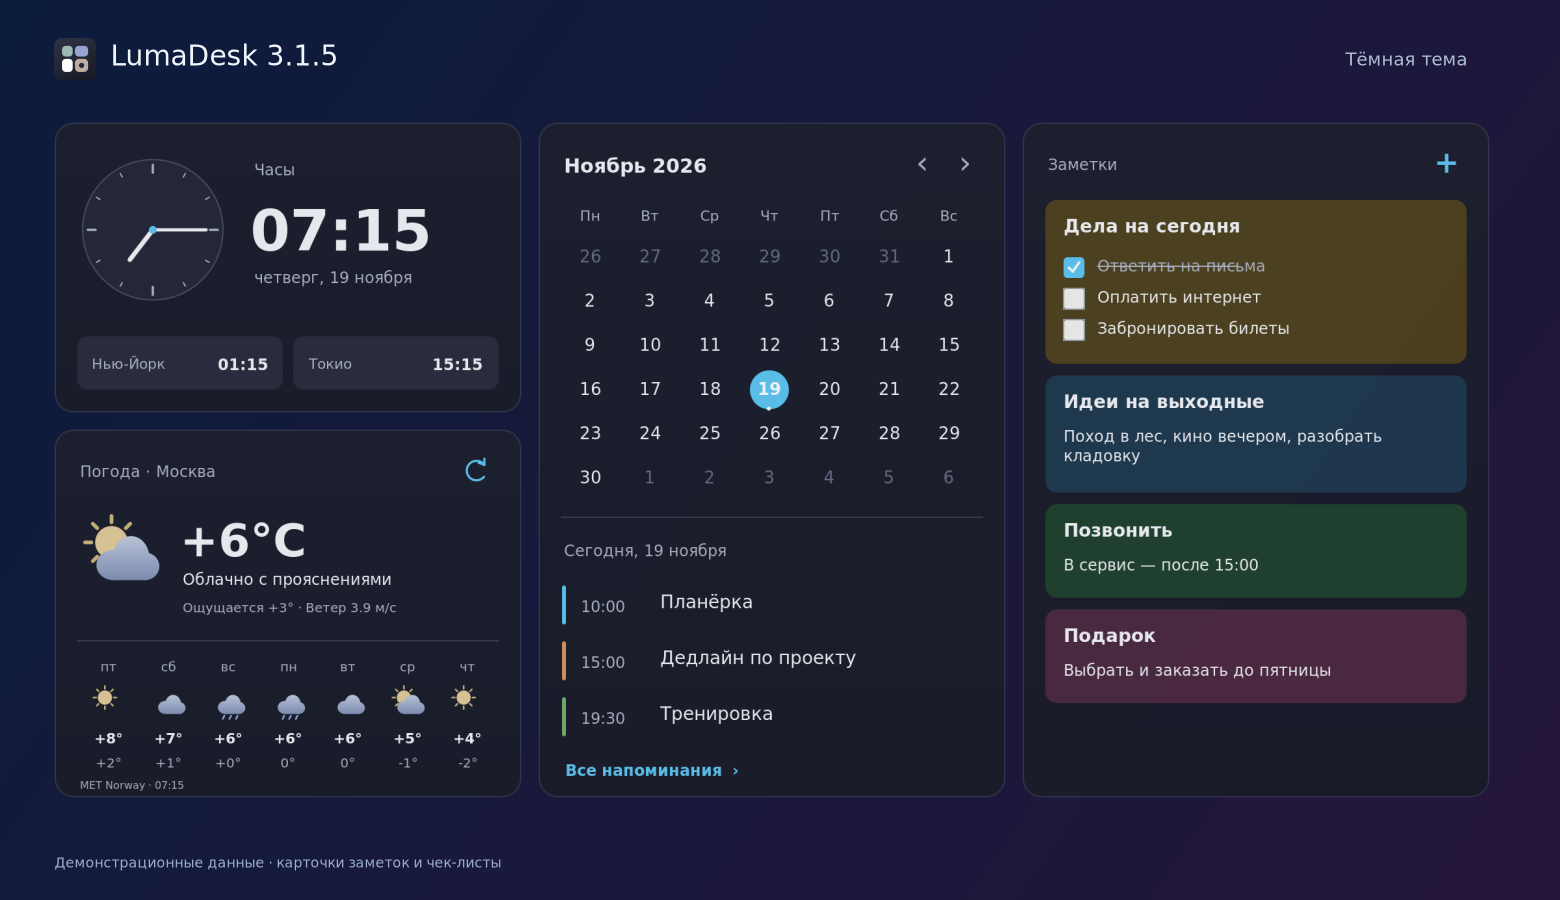 LumaDesk 3.1.5
Тёмная тема
Часы
07:15
четверг, 19 ноября
Нью-Йорк 01:15
Токио 15:15
Погода · Москва
+6°C
Облачно с прояснениями
Ощущается +3° · Ветер 3.9 м/с
пт сб вс пн вт ср чт
+8° +7° +6° +6° +6° +5° +4°
+2° +1° +0° 0° 0° -1° -2°
MET Norway · 07:15
Ноябрь 2026 ‹ ›
Пн Вт Ср Чт Пт Сб Вс
26 27 28 29 30 31 1
2 3 4 5 6 7 8
9 10 11 12 13 14 15
16 17 18 19 20 21 22
23 24 25 26 27 28 29
30 1 2 3 4 5 6
Сегодня, 19 ноября
10:00 Планёрка
15:00 Дедлайн по проекту
19:30 Тренировка
Все напоминания ›
Заметки +
Дела на сегодня
Ответить на письма
Оплатить интернет
Забронировать билеты
Идеи на выходные
Поход в лес, кино вечером, разобрать
кладовку
Позвонить
В сервис — после 15:00
Подарок
Выбрать и заказать до пятницы
Демонстрационные данные · карточки заметок и чек-листы